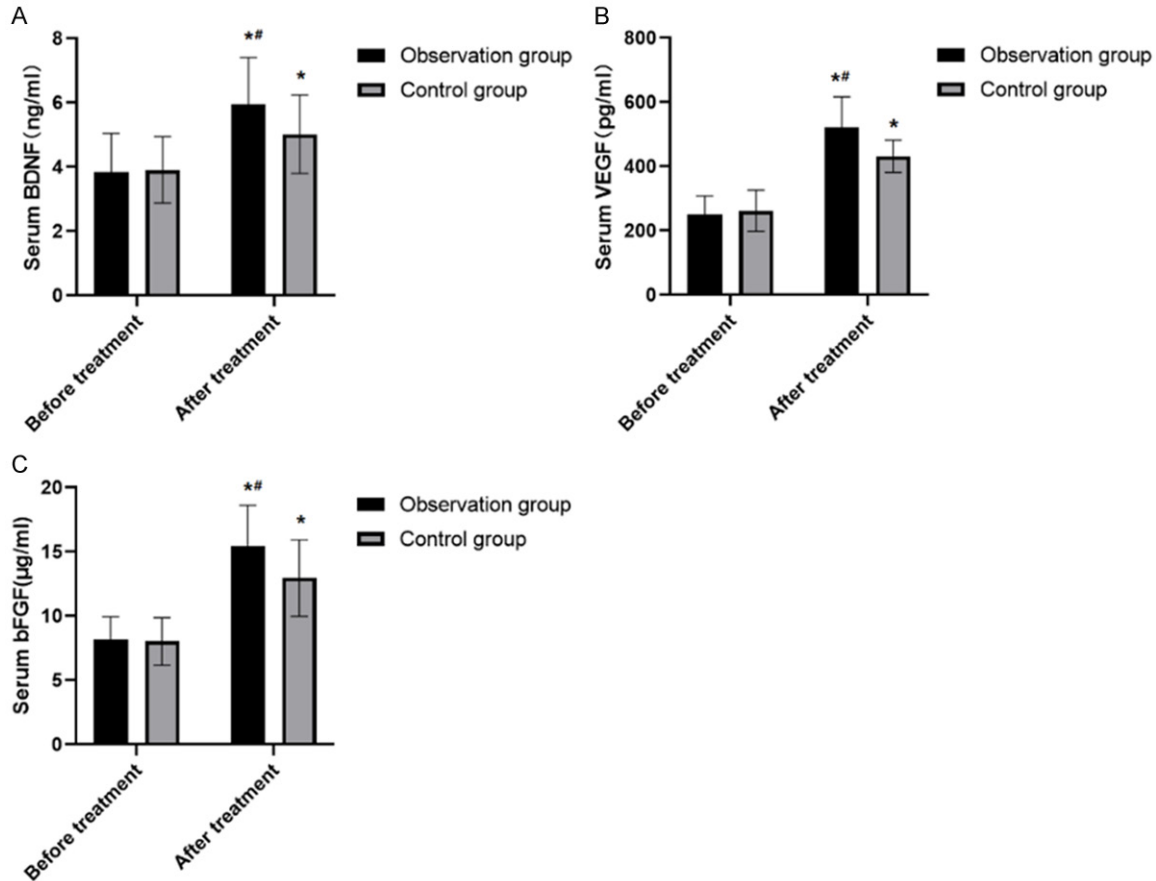 A
Serum BDNF(ng/ml)
8
6
4
2
0
*#
*
Before treatment
After treatment
Observation group
Control group
B
Serum VEGF(pg/ml)
800
600
400
200
0
*#
*
Before treatment
After treatment
Observation group
Control group
C
Serum bFGF(μg/ml)
20
15
10
5
0
*#
*
Before treatment
After treatment
Observation group
Control group